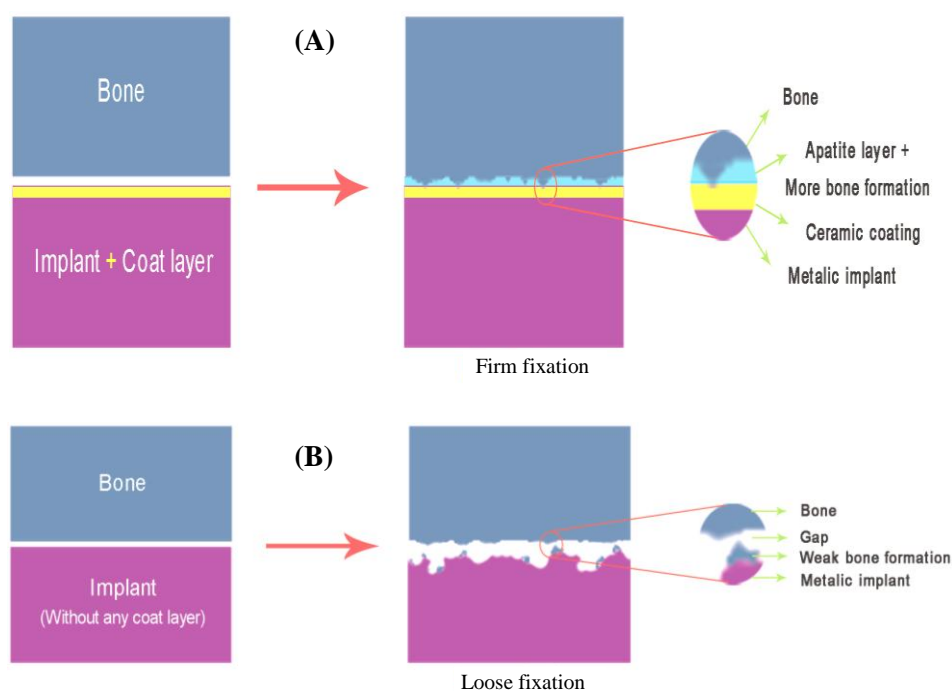 (A)
Bone
Implant + Coat layer
Bone
Apatite layer +
More bone formation
Ceramic coating
Metalic implant
Firm fixation
(B)
Bone
Implant
(Without any coat layer)
Bone
Gap
Weak bone formation
Metalic implant
Loose fixation